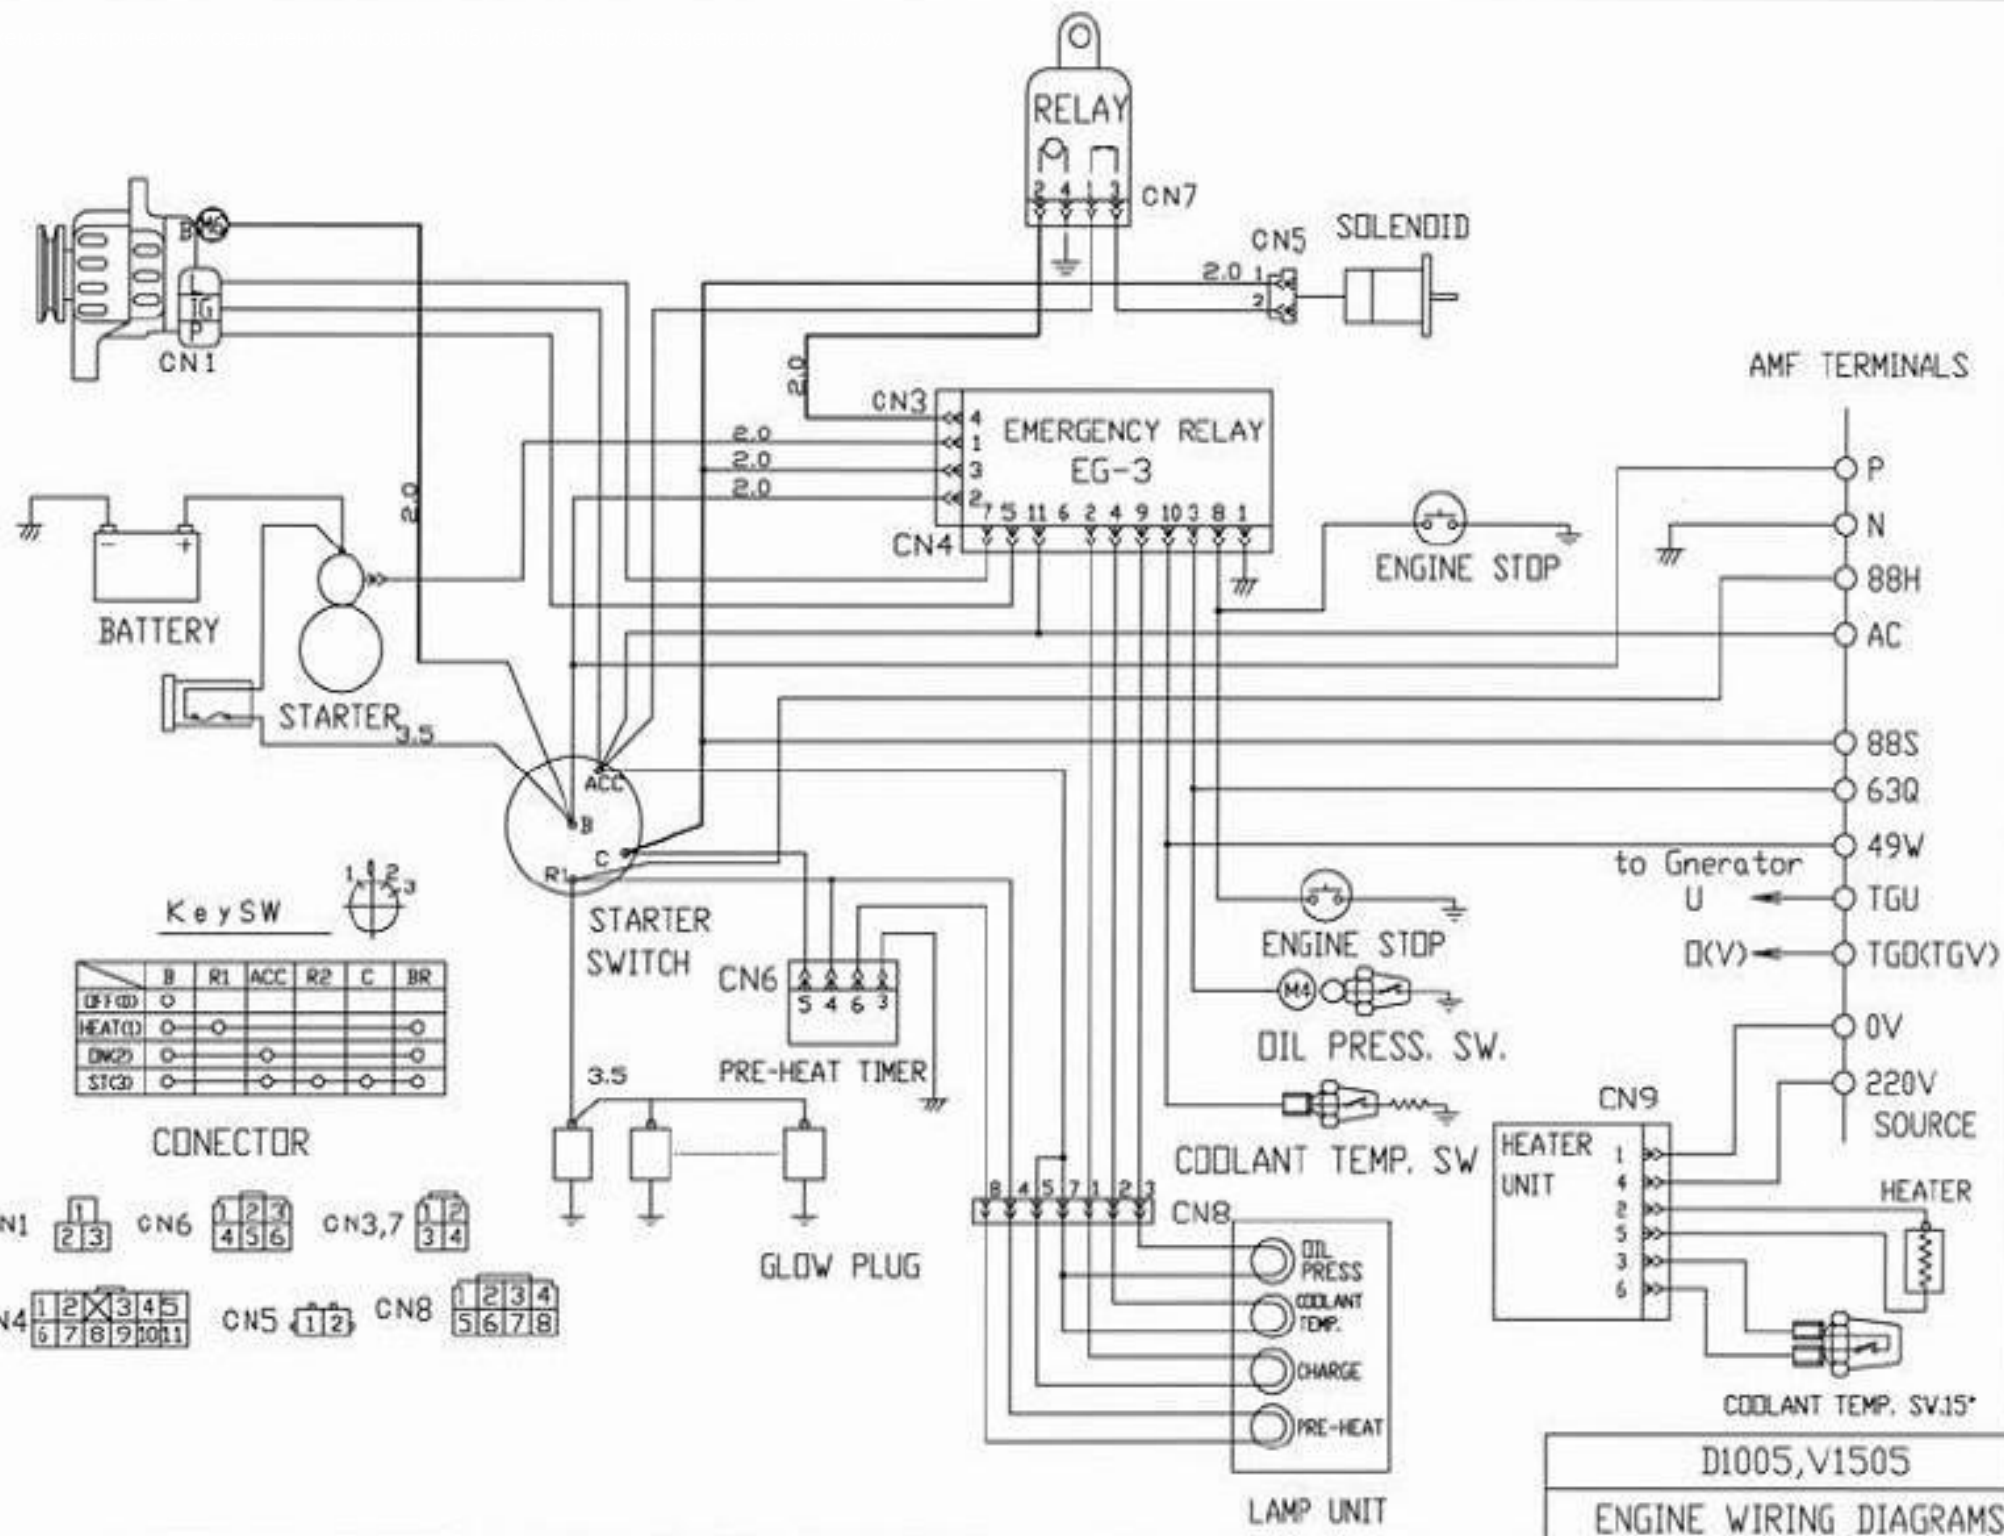 RELAY
2 4 1 3
CN7
SOLENOID
CN5
2.0 1
2
B M6
IG
P
CN1
2.0
CN3
4
1
3
2
EMERGENCY RELAY
EG-3
2.0
2.0
2.0
7 5 11 6 2 4 9 10 3 8 1
CN4
2.0
AMF TERMINALS
P
N
88H
AC
88S
63Q
49W
TGU
TGO(TGV)
0V
220V
SOURCE
to Gnerator
U
O(V)
ENGINE STOP
- +
BATTERY
STARTER
3.5
ACC
B
C
R1
STARTER
SWITCH
1 0 2 3
KeySW
B R1 ACC R2 C BR
OFF(0)
HEAT(1)
ON(2)
ST(3)
CONECTOR
CN6
5 4 6 3
PRE-HEAT TIMER
3.5
GLOW PLUG
ENGINE STOP
M4
OIL PRESS. SW.
COOLANT TEMP. SW
8 4 5 7 1 2 3
CN8
OIL
PRESS
COOLANT
TEMP.
CHARGE
PRE-HEAT
LAMP UNIT
CN9
HEATER
UNIT
1
4
2
5
3
6
HEATER
COOLANT TEMP. SW.15°
N1
1
2 3
CN6
1 2 3
4 5 6
CN3,7
1 2
3 4
N4
1 2 3 4 5
6 7 8 9 10 11
CN5
1 2
CN8
1 2 3 4
5 6 7 8
D1005,V1505
ENGINE WIRING DIAGRAMS